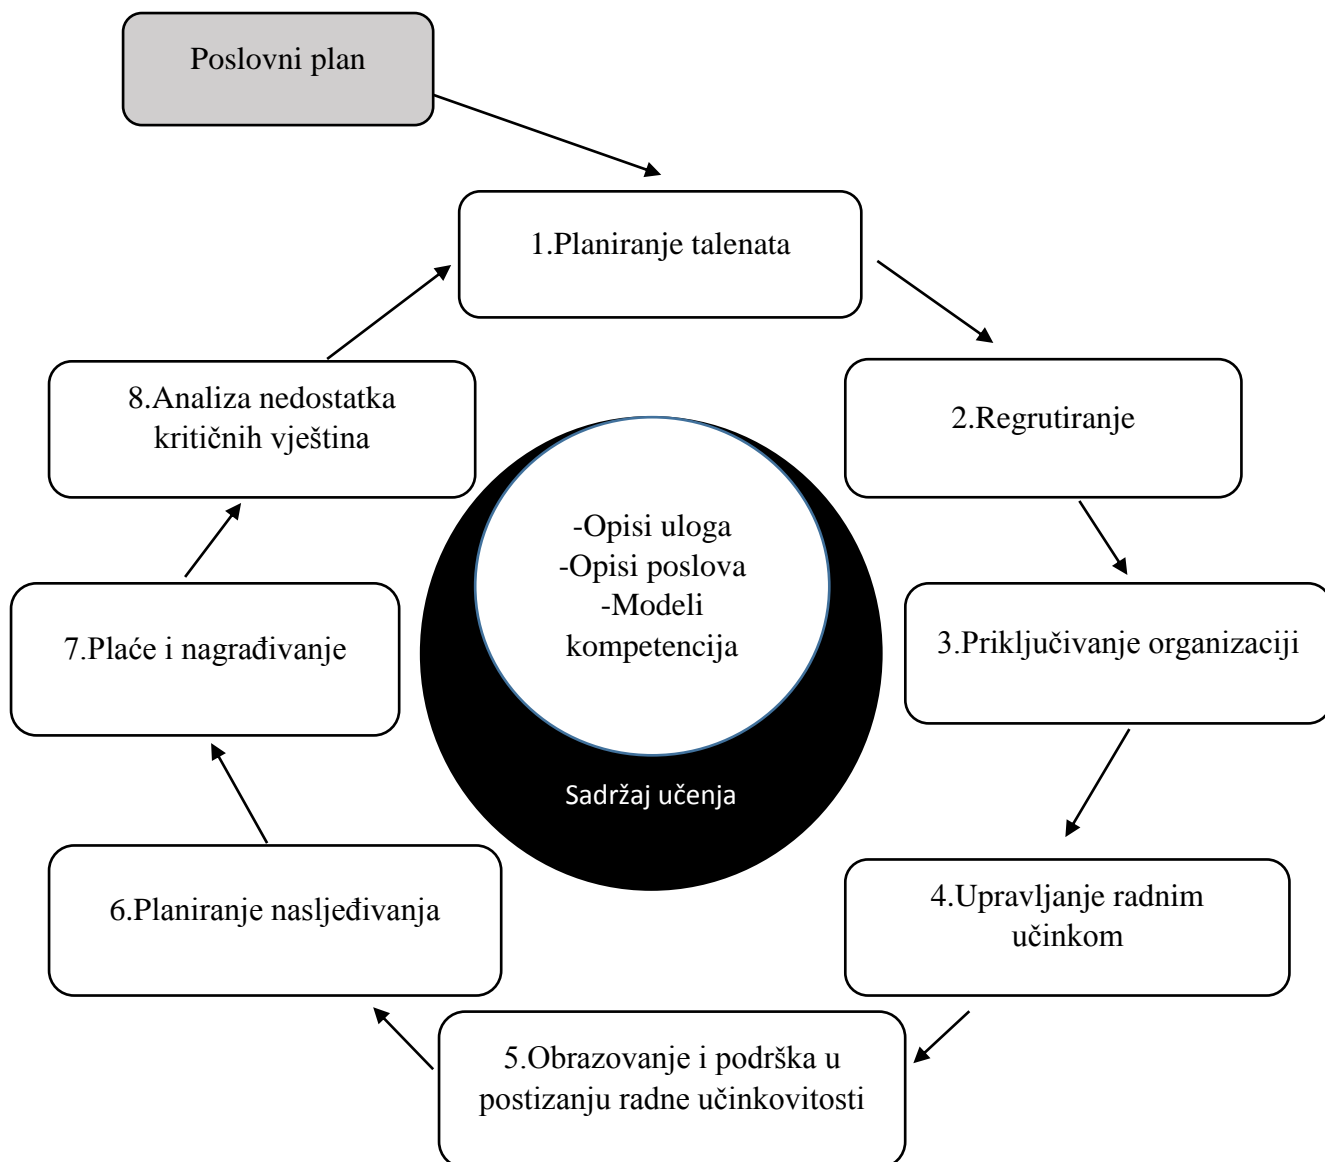 Poslovni plan
1.Planiranje talenata
2.Regrutiranje
3.Priključivanje organizaciji
4.Upravljanje radnim
učinkom
5.Obrazovanje i podrška u
postizanju radne učinkovitosti
6.Planiranje nasljeđivanja
7.Plaće i nagrađivanje
8.Analiza nedostatka
kritičnih vještina
-Opisi uloga
-Opisi poslova
-Modeli
kompetencija
Sadržaj učenja